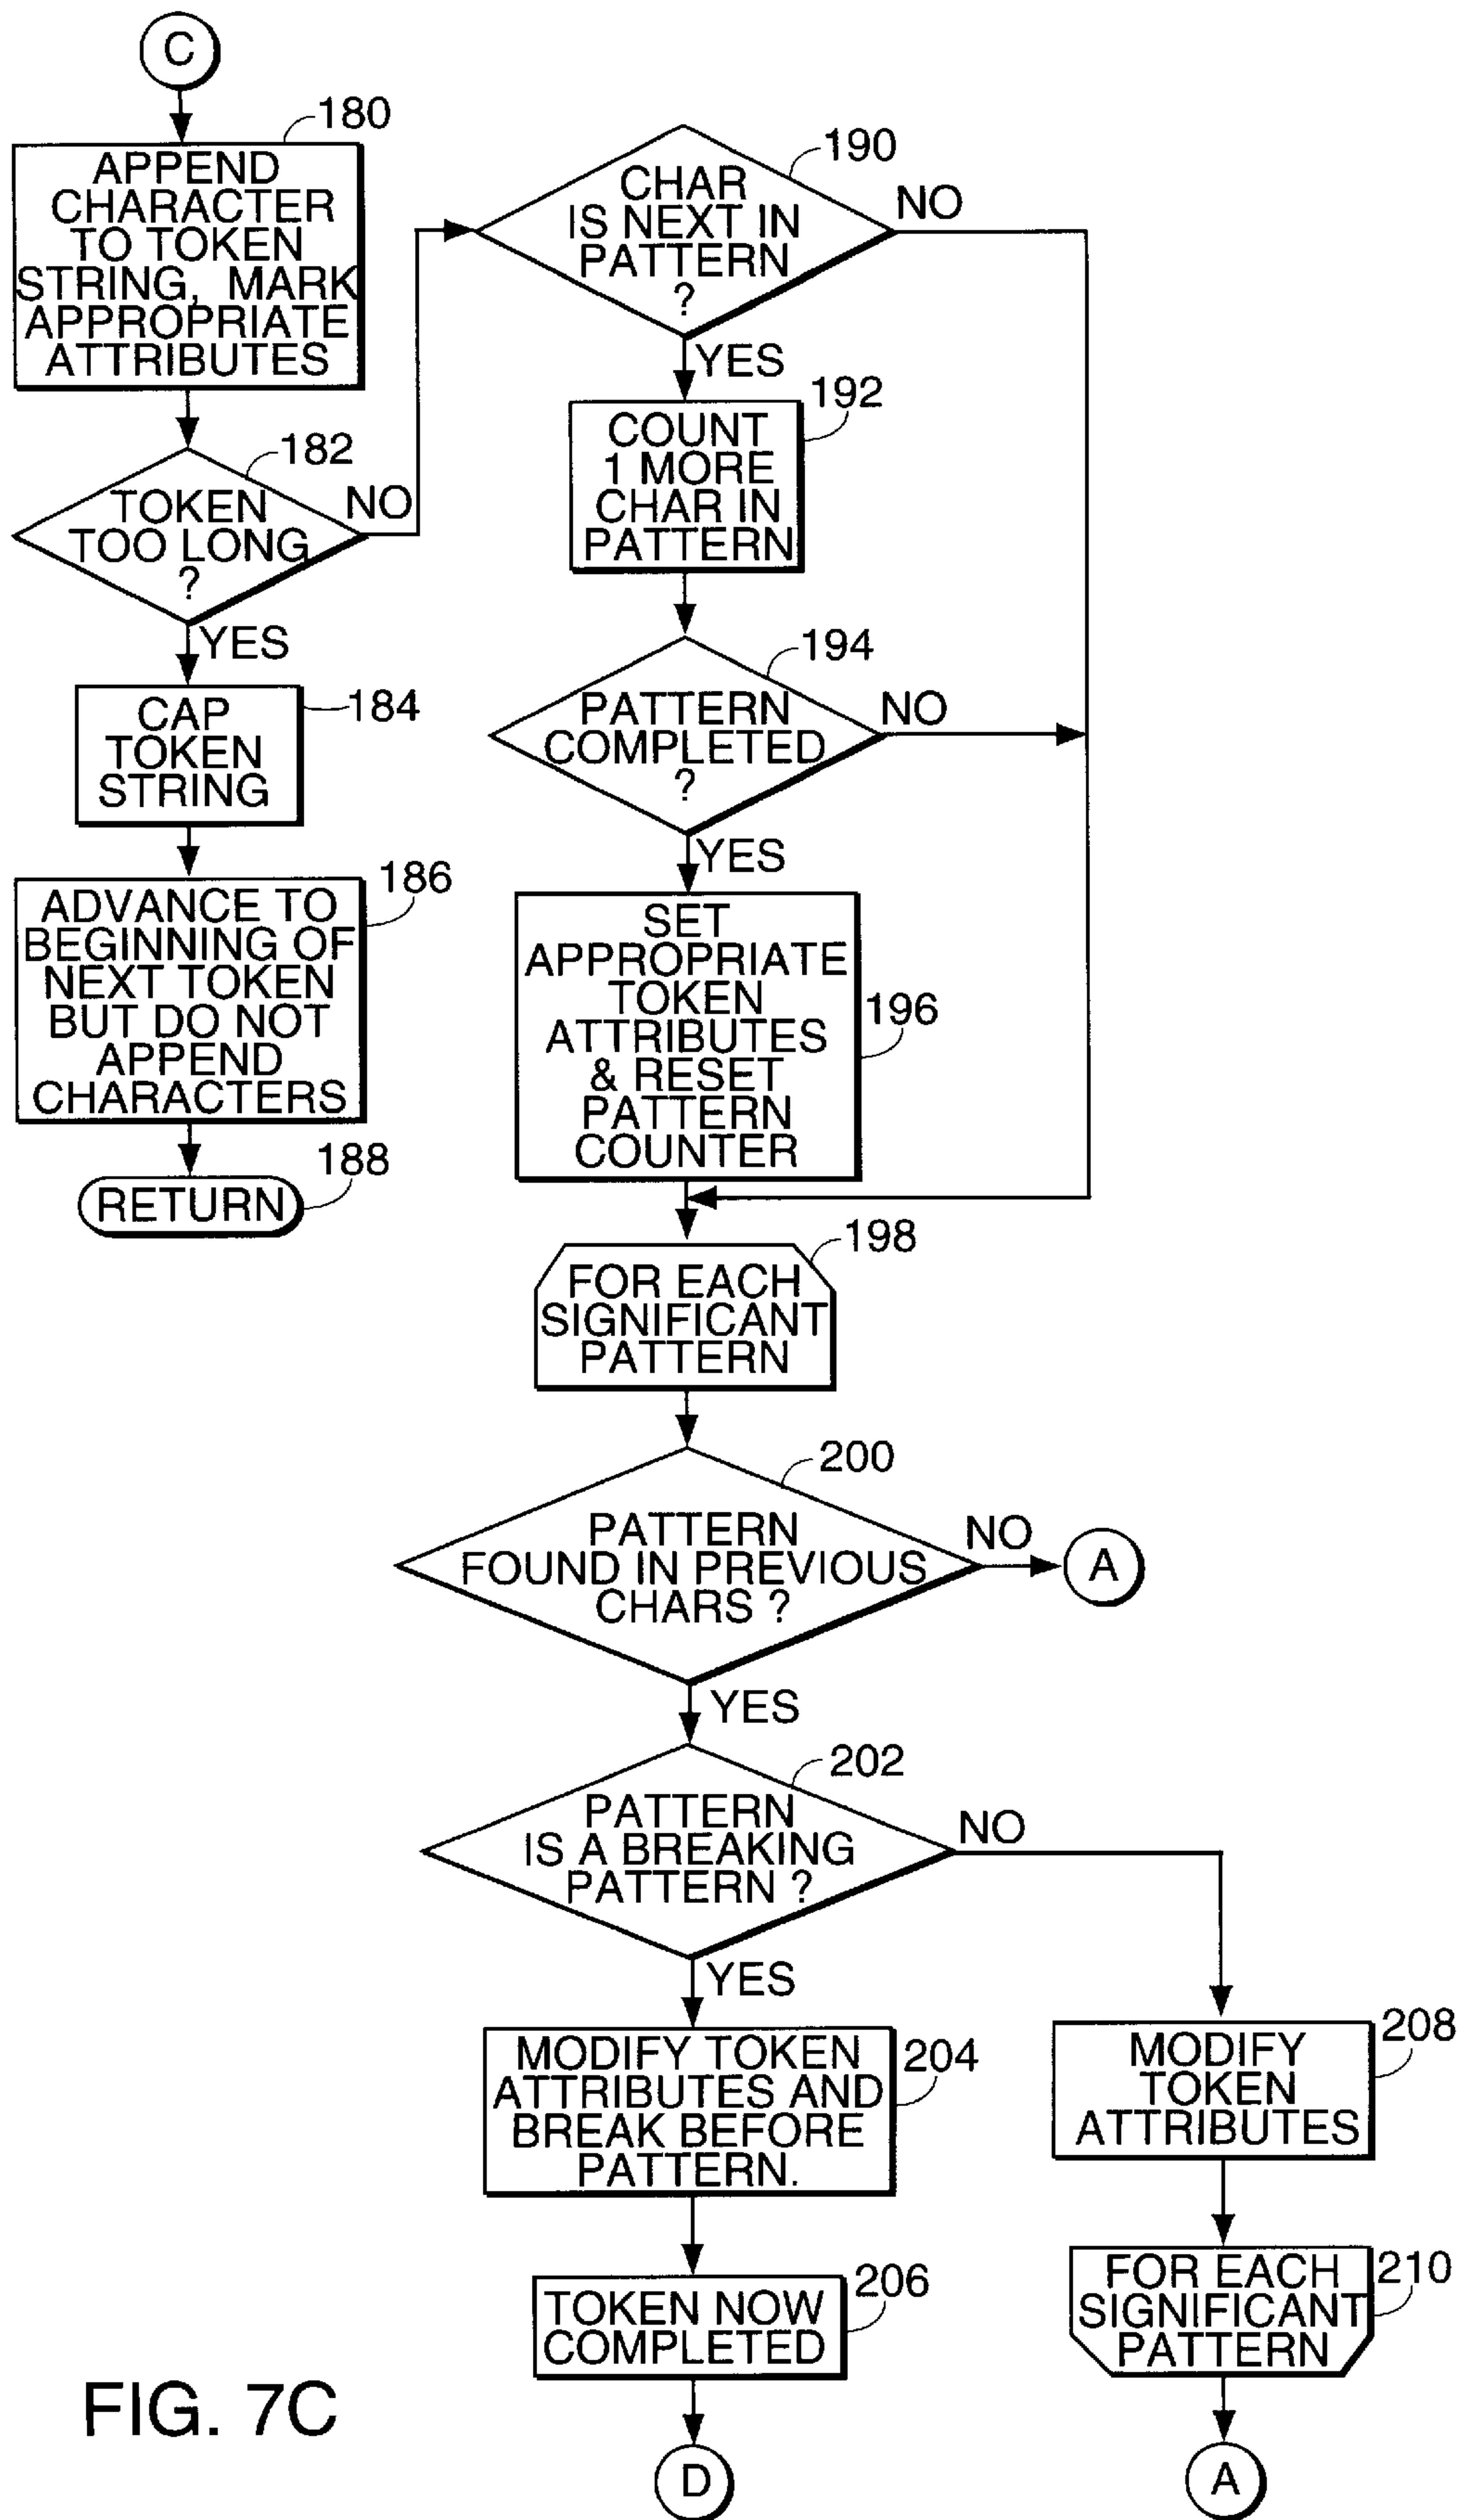 C
180
APPEND
CHARACTER
TO TOKEN
STRING, MARK
APPROPRIATE
ATTRIBUTES
182
TOKEN
TOO LONG
?
NO
YES
184
CAP
TOKEN
STRING
186
ADVANCE TO
BEGINNING OF
NEXT TOKEN
BUT DO NOT
APPEND
CHARACTERS
188
RETURN
190
CHAR
IS NEXT IN
PATTERN
?
NO
YES
192
COUNT
1 MORE
CHAR IN
PATTERN
194
PATTERN
COMPLETED
?
NO
YES
196
SET
APPROPRIATE
TOKEN
ATTRIBUTES
& RESET
PATTERN
COUNTER
198
FOR EACH
SIGNIFICANT
PATTERN
200
PATTERN
FOUND IN PREVIOUS
CHARS ?
NO
A
YES
202
PATTERN
IS A BREAKING
PATTERN ?
NO
YES
204
MODIFY TOKEN
ATTRIBUTES AND
BREAK BEFORE
PATTERN.
206
TOKEN NOW
COMPLETED
D
208
MODIFY
TOKEN
ATTRIBUTES
210
FOR EACH
SIGNIFICANT
PATTERN
A
FIG. 7C